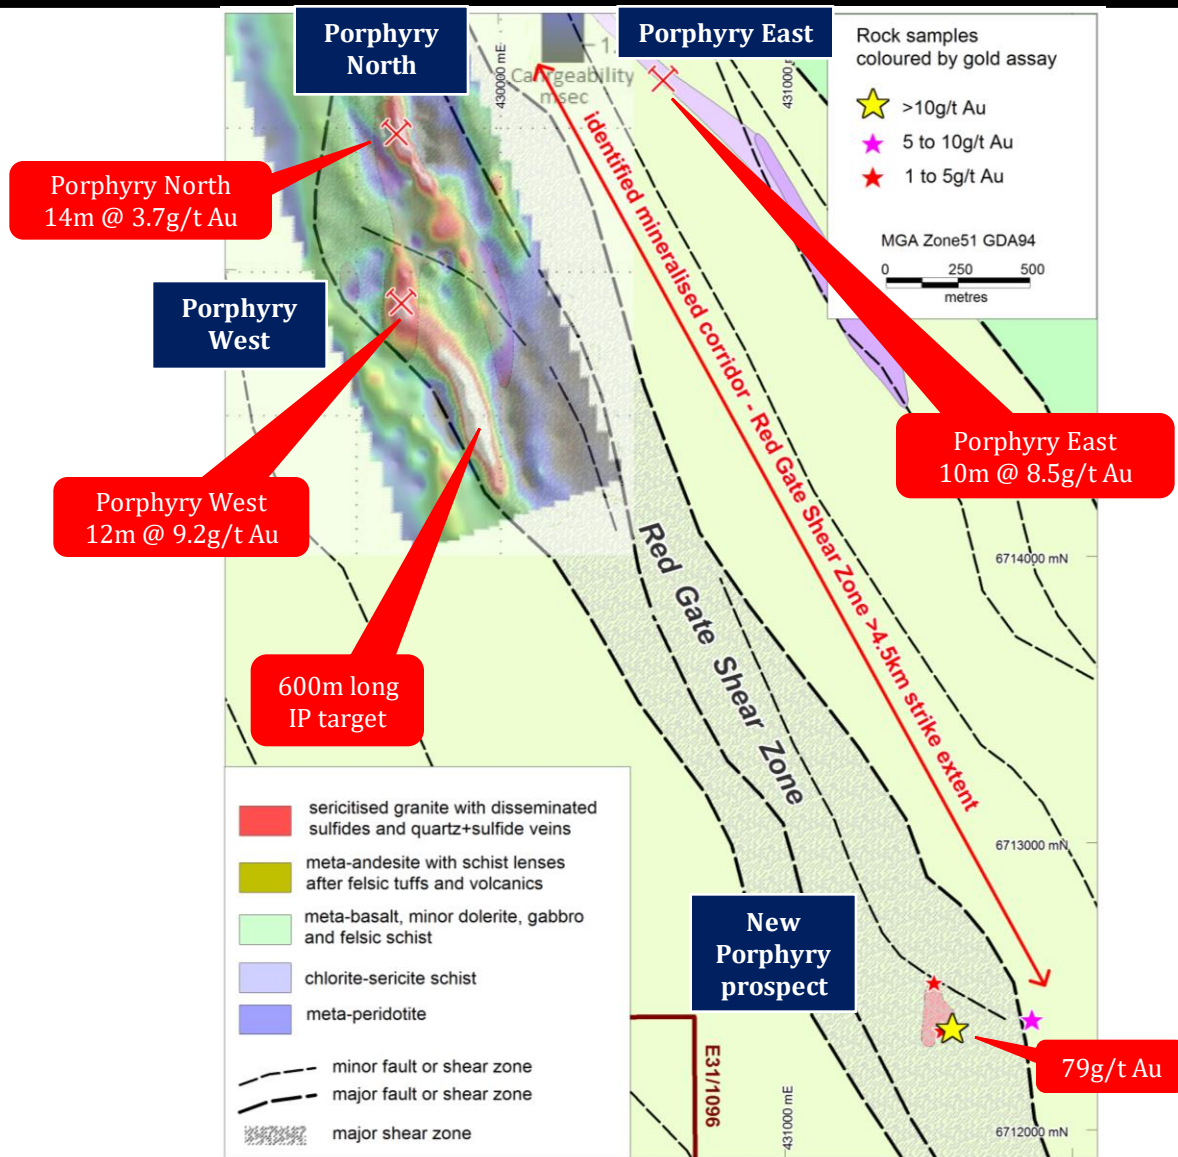 Porphyry
North
Porphyry East
Rock samples
coloured by gold assay
>10g/t Au
5 to 10g/t Au
1 to 5g/t Au
MGA Zone51 GDA94
0 250 500
metres
430000 mE
431000 mE
Chargeability
msec
Porphyry North
14m @ 3.7g/t Au
Porphyry
West
Porphyry West
12m @ 9.2g/t Au
Porphyry East
10m @ 8.5g/t Au
identified mineralised corridor - Red Gate Shear Zone >4.5km strike extent
Red Gate Shear Zone
6714000 mN
600m long
IP target
6713000 mN
sericitised granite with disseminated
sulfides and quartz+sulfide veins
meta-andesite with schist lenses
after felsic tuffs and volcanics
meta-basalt, minor dolerite, gabbro
and felsic schist
chlorite-sericite schist
meta-peridotite
minor fault or shear zone
major fault or shear zone
major shear zone
New
Porphyry
prospect
79g/t Au
E31/1096
431000 mE
6712000 mN